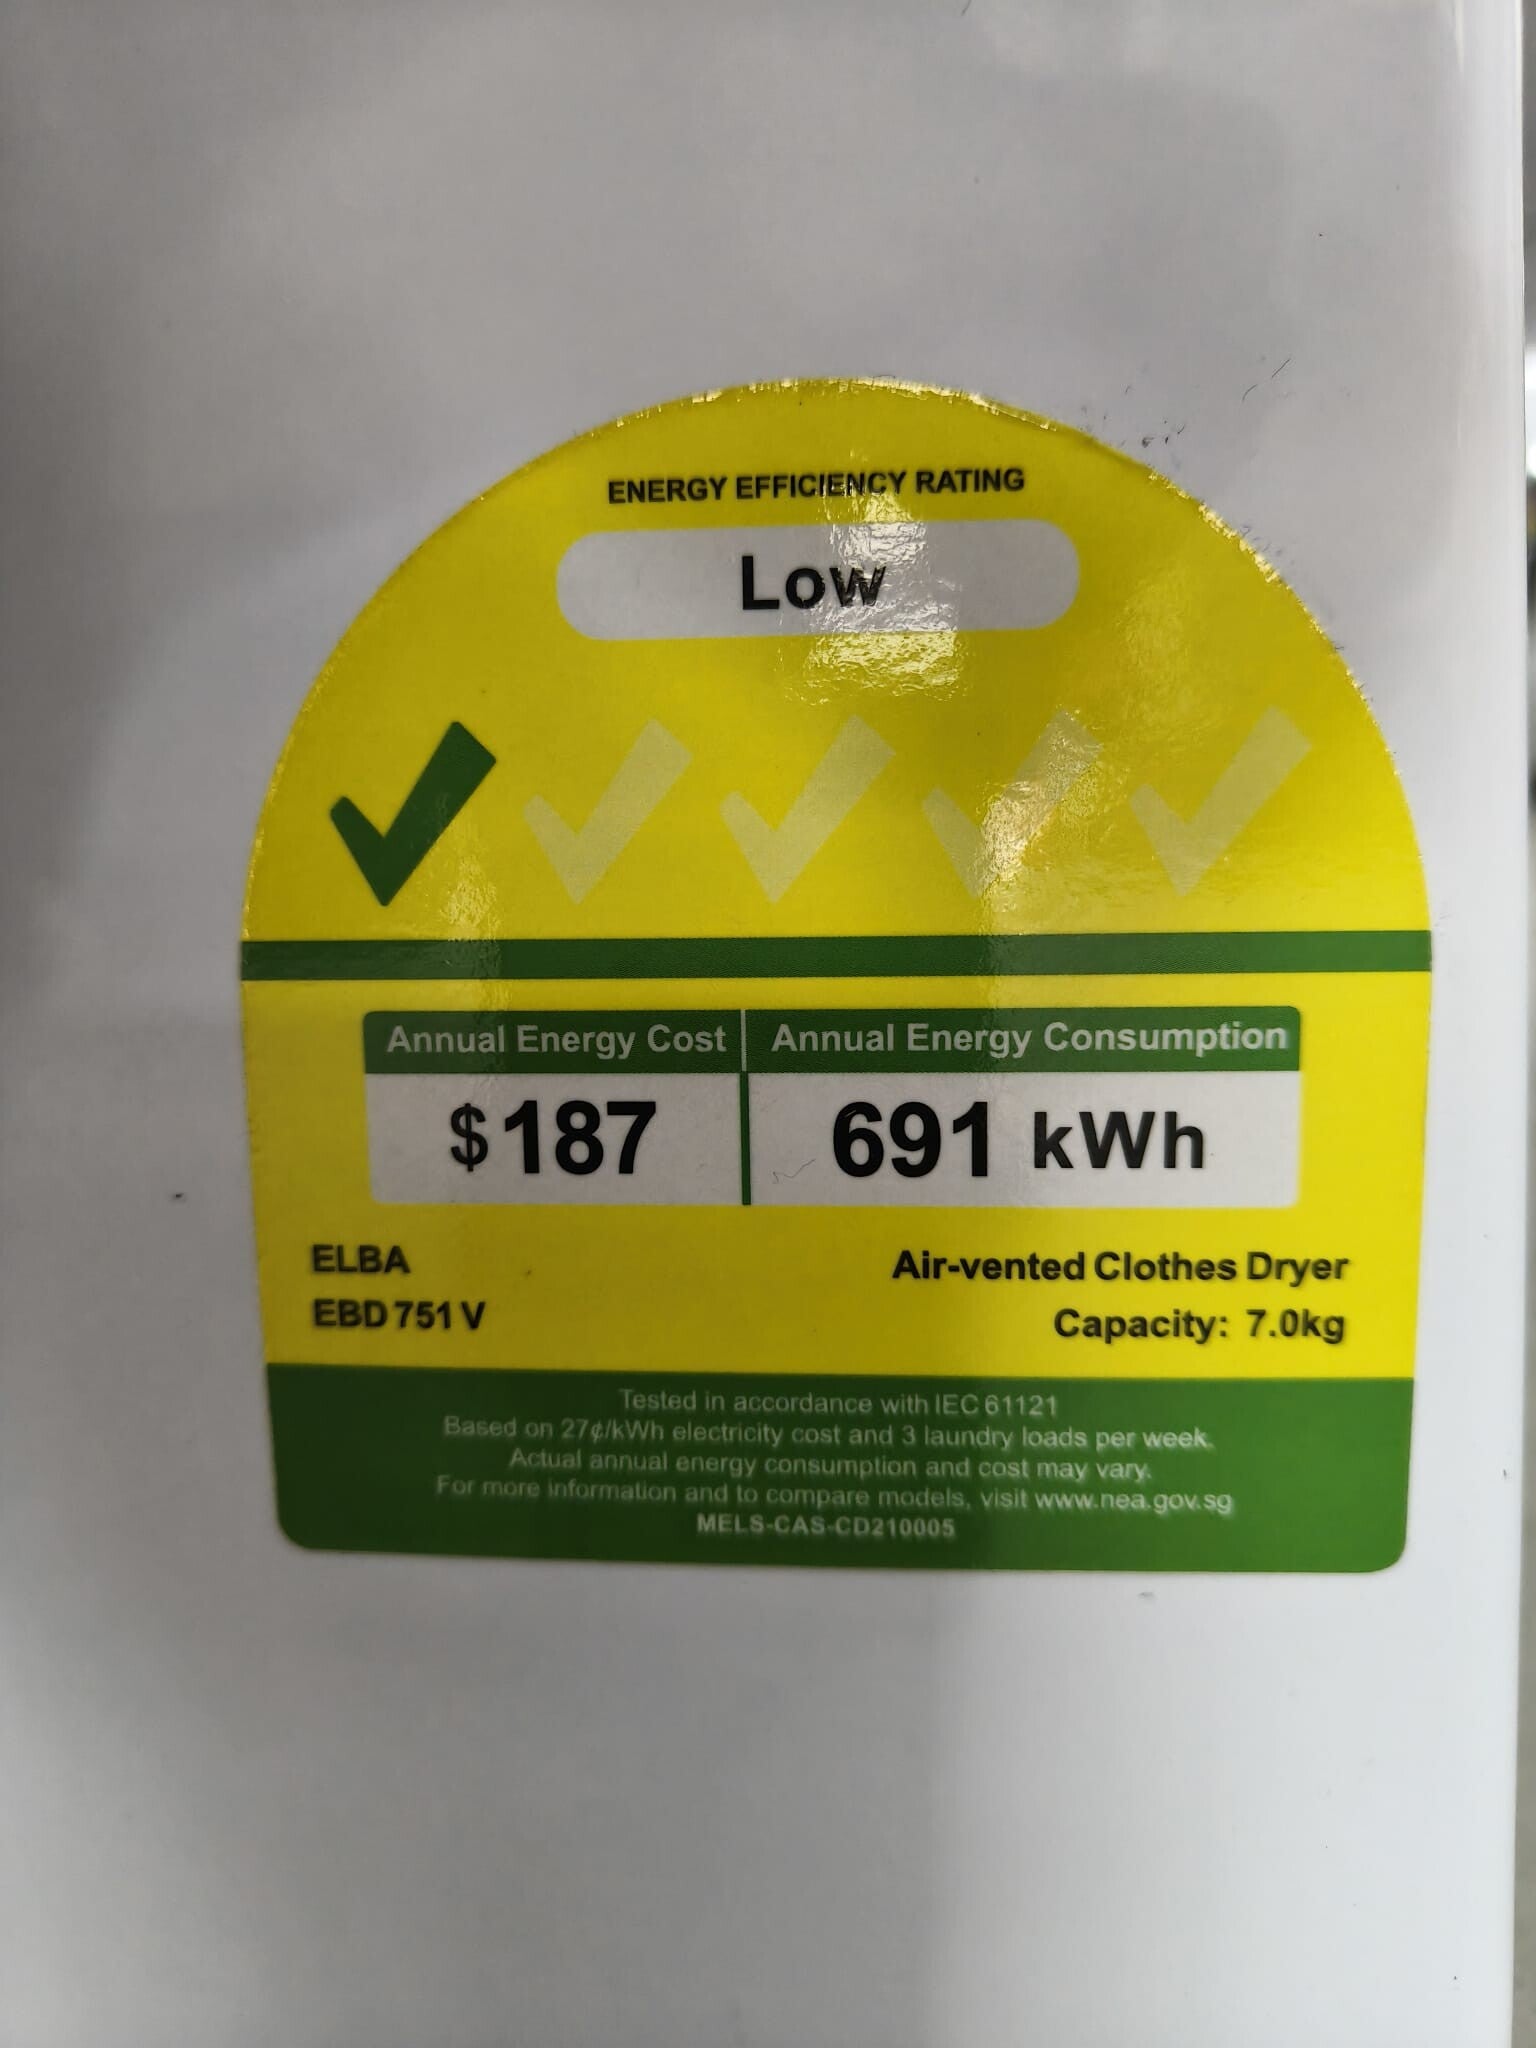 ENERGY EFFICIENCY RATING
Low
Annual Energy Cost
Annual Energy Consumption
$187
691 kWh
ELBA
EBD 751 V
Air-vented Clothes Dryer
Capacity: 7.0kg
Tested in accordance with IEC 61121
Based on 27¢/kWh electricity cost and 3 laundry loads per week.
Actual annual energy consumption and cost may vary.
For more information and to compare models, visit www.nea.gov.sg
MELS-CAS-CD210005